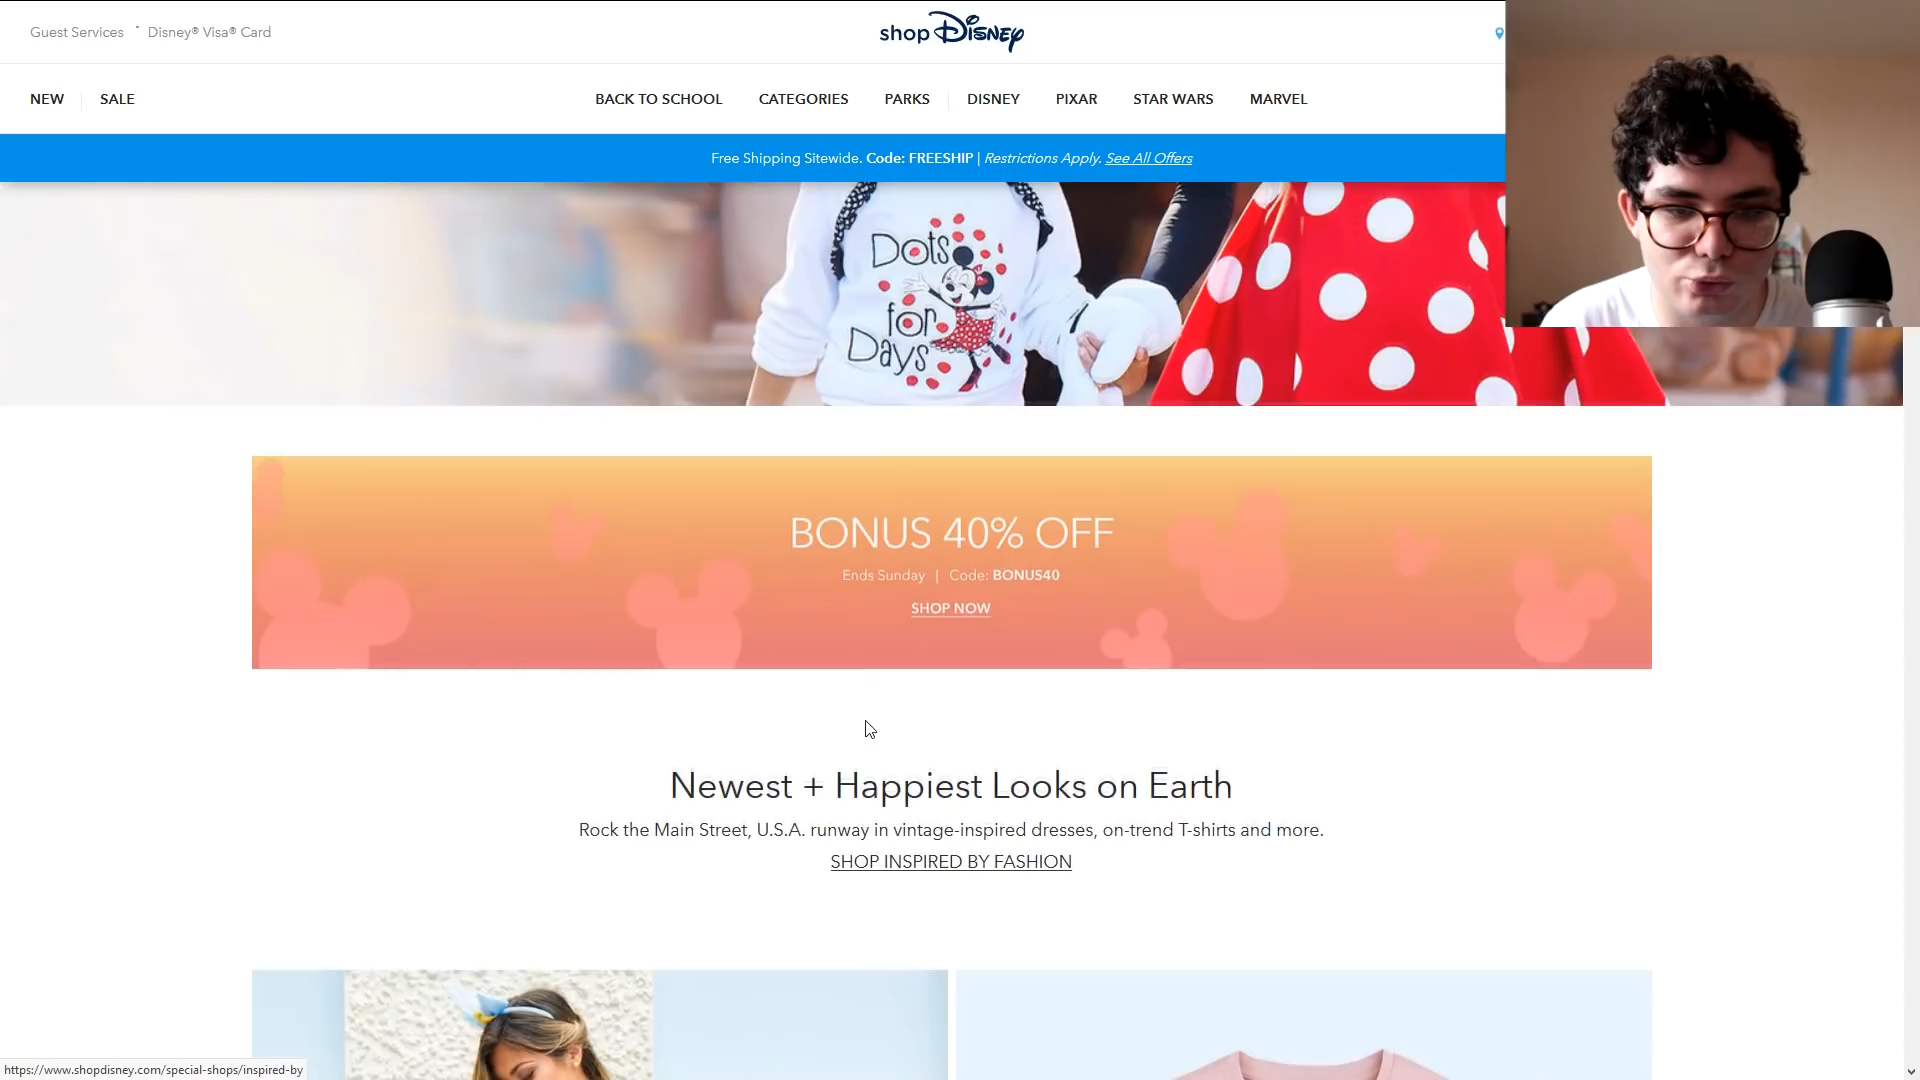 Guest Services • Disney® Visa® Card
shop Disney
NEW SALE
BACK TO SCHOOL CATEGORIES PARKS DISNEY PIXAR STAR WARS MARVEL
Free Shipping Sitewide. Code: FREESHIP | Restrictions Apply. See All Offers
Dots
for
Days
BONUS 40% OFF
Ends Sunday | Code: BONUS40
SHOP NOW
Newest + Happiest Looks on Earth
Rock the Main Street, U.S.A. runway in vintage-inspired dresses, on-trend T-shirts and more.
SHOP INSPIRED BY FASHION
https://www.shopdisney.com/special-shops/inspired-by